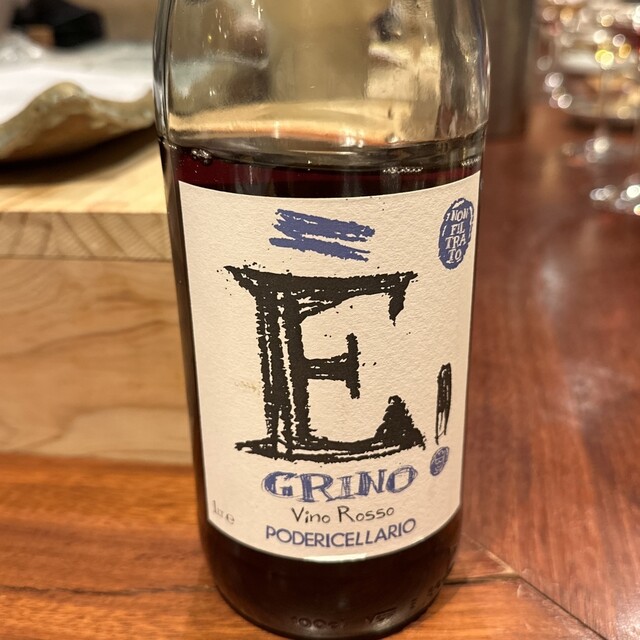 NON
FIL
TRA
TO
E
GRINO
Vino Rosso
1LT. e
PODERICELLARIO